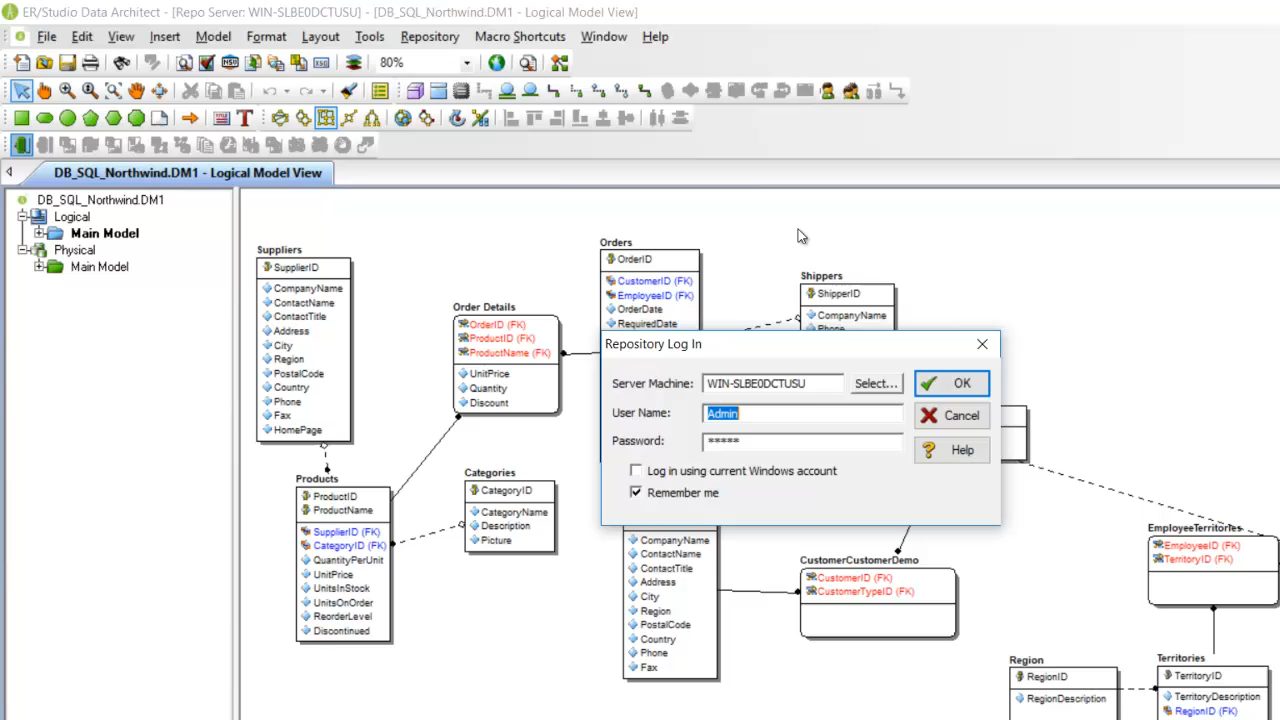 ER/Studio Data Architect - [Repo Server: WIN-SLBE0DCTUSU] - [DB_SQL_Northwind.DM1 - Logical Model View]
File Edit View Insert Model Format Layout Tools Repository Macro Shortcuts Window Help
80%
DB_SQL_Northwind.DM1 - Logical Model View
DB_SQL_Northwind.DM1
Logical
Main Model
Physical
Main Model
Suppliers
SupplierID
CompanyName
ContactName
ContactTitle
Address
City
Region
PostalCode
Country
Phone
Fax
HomePage
Order Details
OrderID (FK)
ProductID (FK)
ProductName (FK)
UnitPrice
Quantity
Discount
Orders
OrderID
CustomerID (FK)
EmployeeID (FK)
OrderDate
RequiredDate
Shippers
ShipperID
CompanyName
Phone
Repository Log In
Server Machine: WIN-SLBE0DCTUSU Select... OK
User Name: Admin Cancel
Password: ***** Help
Log in using current Windows account
Remember me
Products
ProductID
ProductName
SupplierID (FK)
CategoryID (FK)
QuantityPerUnit
UnitPrice
UnitsInStock
UnitsOnOrder
ReorderLevel
Discontinued
Categories
CategoryID
CategoryName
Description
Picture
CompanyName
ContactName
ContactTitle
Address
City
Region
PostalCode
Country
Phone
Fax
CustomerCustomerDemo
CustomerID (FK)
CustomerTypeID (FK)
EmployeeTerritories
EmployeeID (FK)
TerritoryID (FK)
Region
RegionID
RegionDescription
Territories
TerritoryID
TerritoryDescription
RegionID (FK)